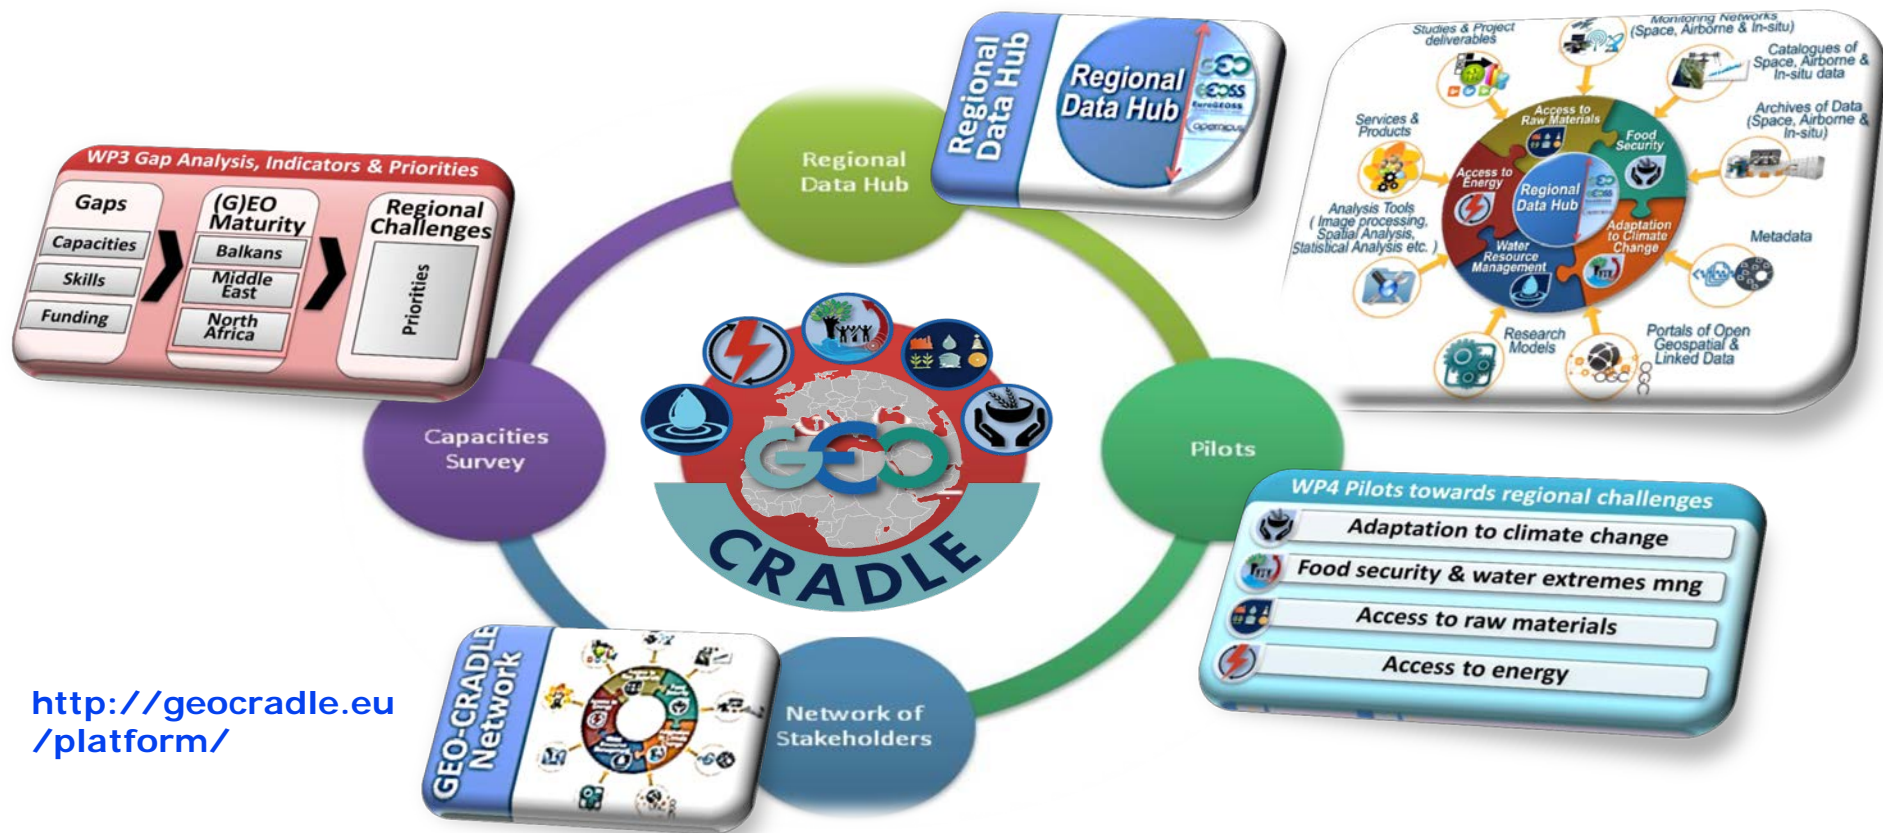 WP3 Gap Analysis, Indicators & Priorities
Gaps
Capacities
Skills
Funding
(G)EO
Maturity
Balkans
Middle
East
North
Africa
Regional
Challenges
Priorities
Regional
Data Hub
Regional
Data Hub
Regional
Data Hub
GEO
GEOSS
EuroGEOSS
Copernicus
Studies & Project
deliverables
Monitoring Networks
(Space, Airborne & In-situ)
Catalogues of
Space, Airborne &
In-situ data
Archives of Data
(Space, Airborne &
In-situ)
Metadata
Portals of Open
Geospatial &
Linked Data
OGC
Research
Models
Analysis Tools
( Image processing,
Spatial Analysis,
Statistical Analysis etc. )
Services &
Products
Access to
Raw Materials
Food
Security
Adaptation
to Climate
Change
Water
Resource
Management
Access to
Energy
Regional
Data Hub
Capacities
Survey
GEO
CRADLE
Pilots
WP4 Pilots towards regional challenges
Adaptation to climate change
Food security & water extremes mng
Access to raw materials
Access to energy
GEO-CRADLE
Network
Network of
Stakeholders
http://geocradle.eu
/platform/